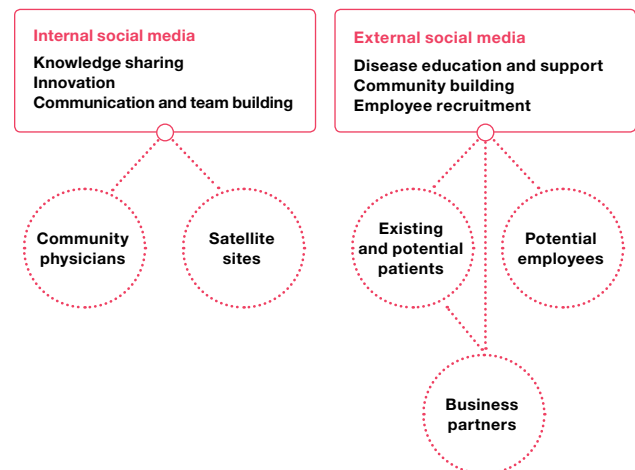 Internal social media
Knowledge sharing
Innovation
Communication and team building
External social media
Disease education and support
Community building
Employee recruitment
Community
physicians
Satellite
sites
Existing
and potential
patients
Potential
employees
Business
partners